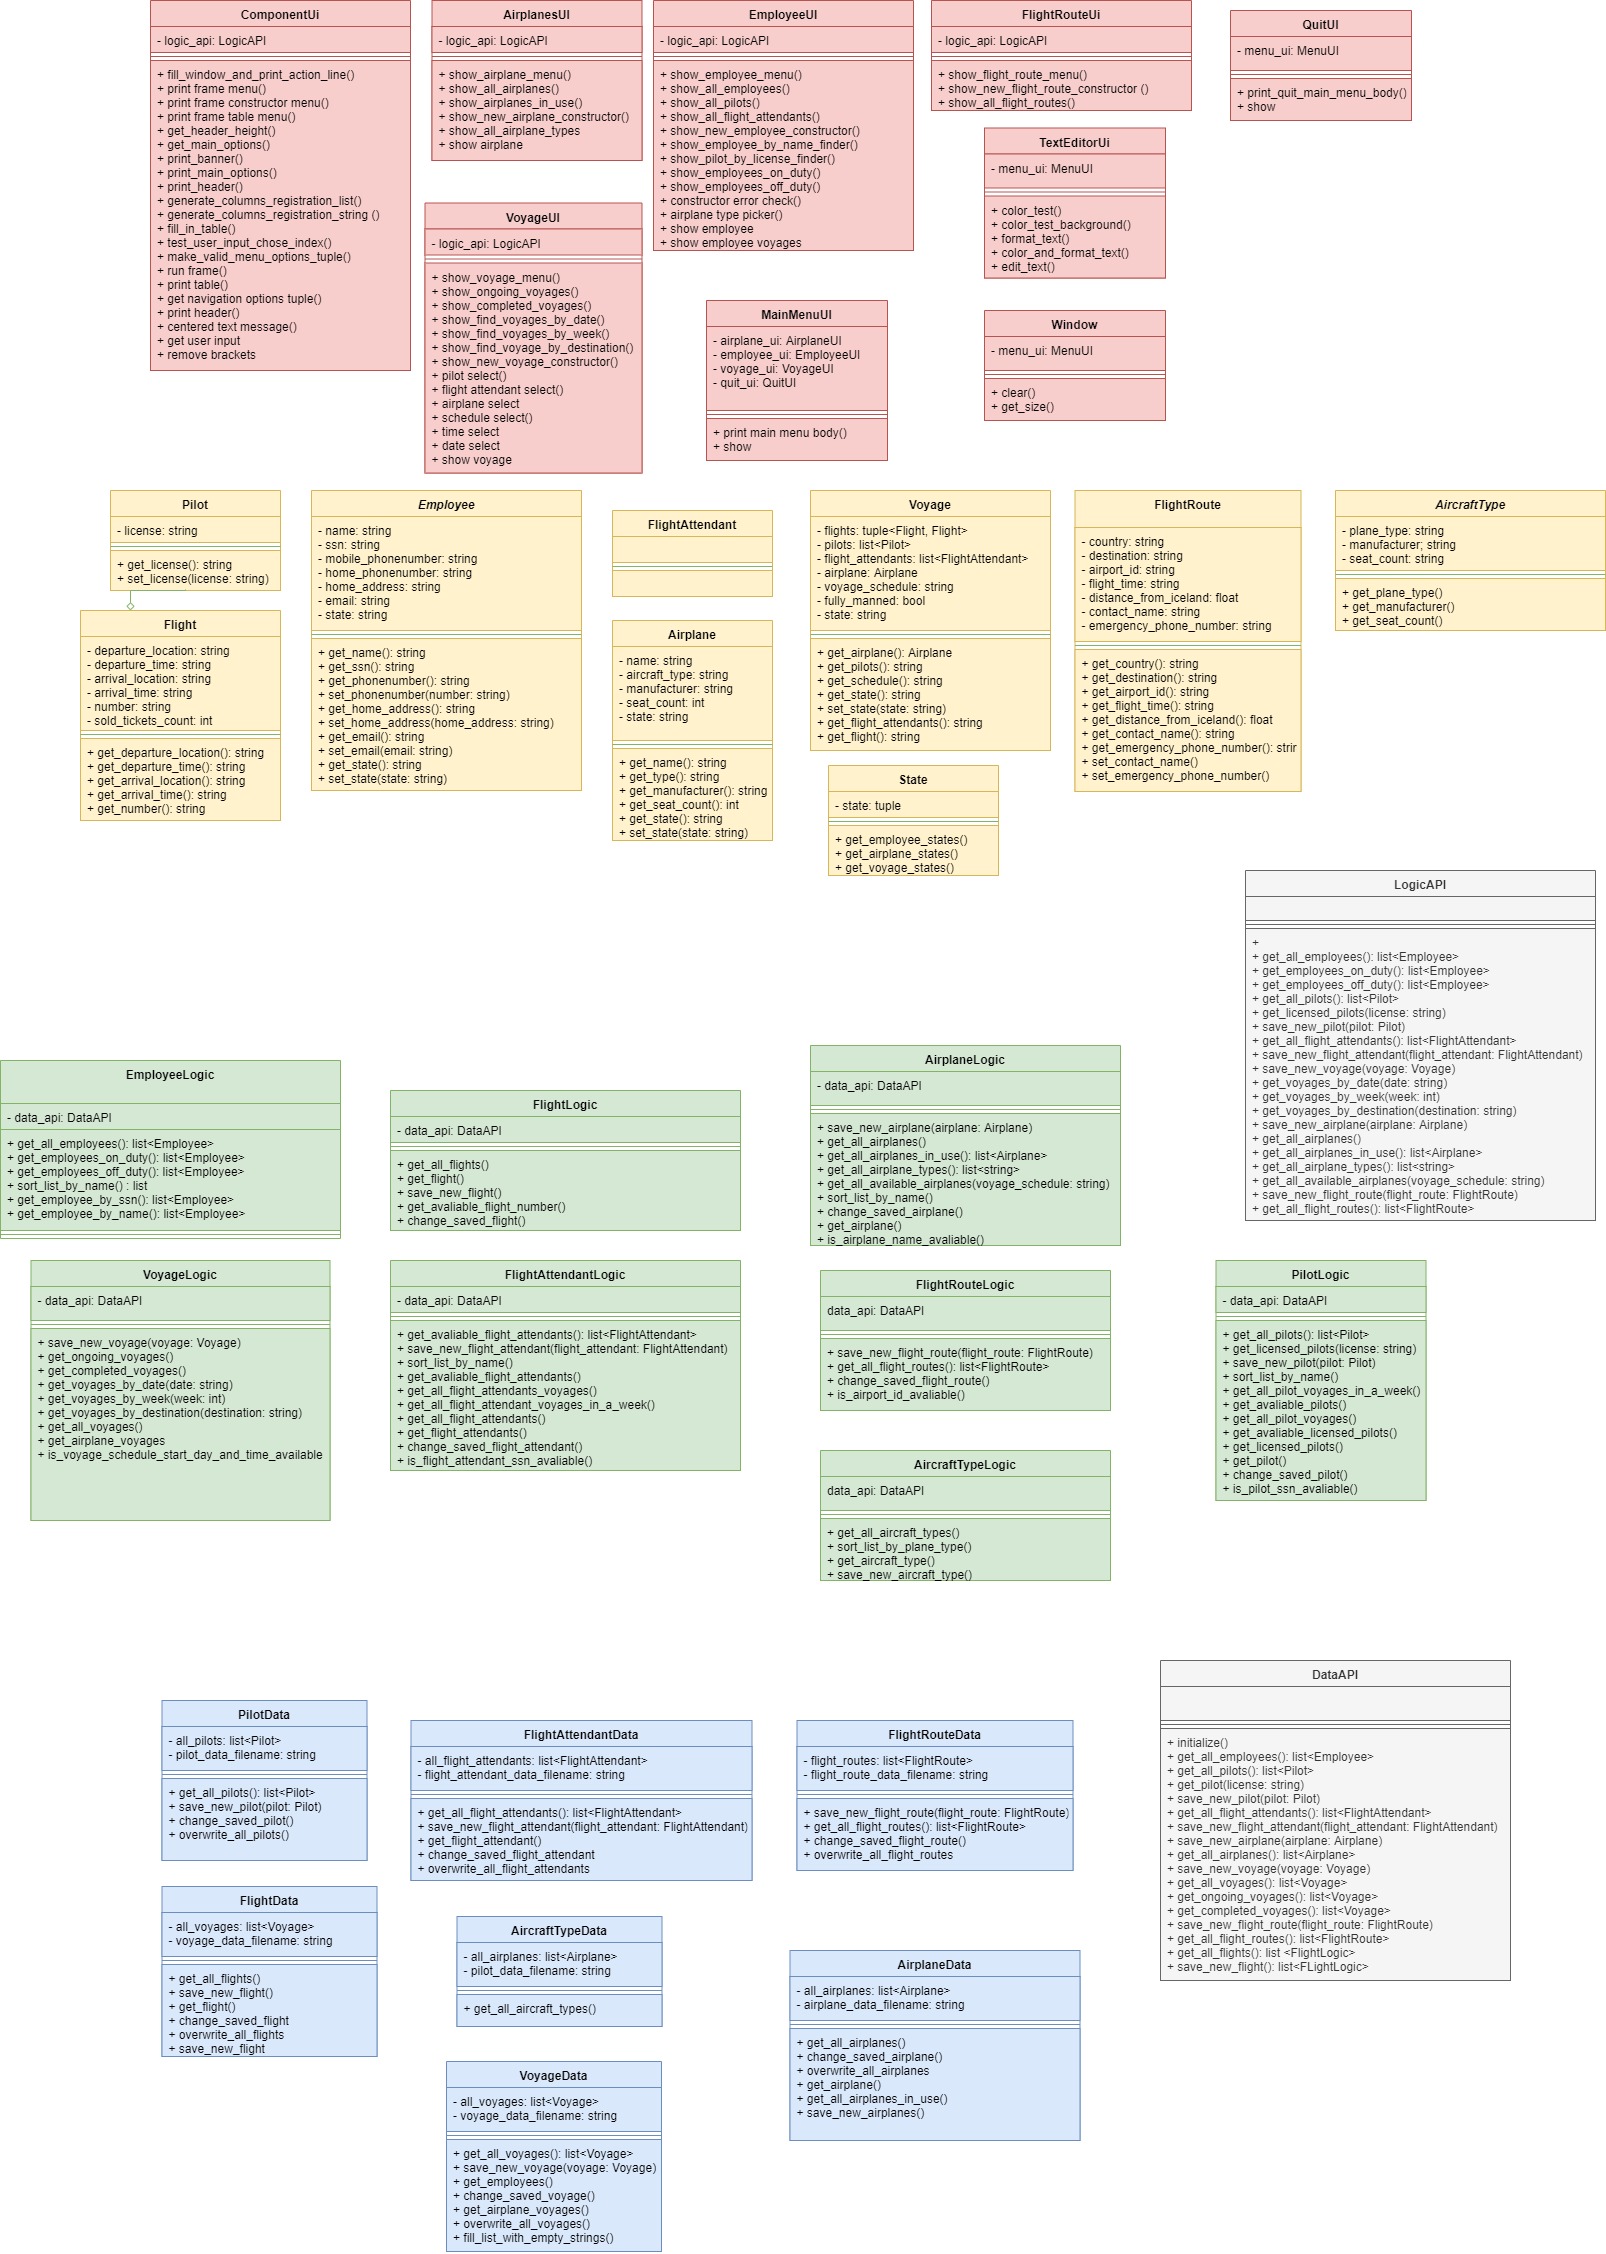 ComponentUi
- logic_api: LogicAPI
+ fill_window_and_print_action_line()
+ print frame menu()
+ print frame constructor menu()
+ print frame table menu()
+ get_header_height()
+ get_main_options()
+ print_banner()
+ print_main_options()
+ print_header()
+ generate_columns_registration_list()
+ generate_columns_registration_string ()
+ fill_in_table()
+ test_user_input_chose_index()
+ make_valid_menu_options_tuple()
+ run frame()
+ print table()
+ get navigation options tuple()
+ print header()
+ centered text message()
+ get user input
+ remove brackets
AirplanesUI
- logic_api: LogicAPI
+ show_airplane_menu()
+ show_all_airplanes()
+ show_airplanes_in_use()
+ show_new_airplane_constructor()
+ show_all_airplane_types
+ show airplane
VoyageUI
- logic_api: LogicAPI
+ show_voyage_menu()
+ show_ongoing_voyages()
+ show_completed_voyages()
+ show_find_voyages_by_date()
+ show_find_voyages_by_week()
+ show_find_voyage_by_destination()
+ show_new_voyage_constructor()
+ pilot select()
+ flight attendant select()
+ airplane select
+ schedule select()
+ time select
+ date select
+ show voyage
EmployeeUI
- logic_api: LogicAPI
+ show_employee_menu()
+ show_all_employees()
+ show_all_pilots()
+ show_all_flight_attendants()
+ show_new_employee_constructor()
+ show_employee_by_name_finder()
+ show_pilot_by_license_finder()
+ show_employees_on_duty()
+ show_employees_off_duty()
+ constructor error check()
+ airplane type picker()
+ show employee
+ show employee voyages
MainMenuUI
- airplane_ui: AirplaneUI
- employee_ui: EmployeeUI
- voyage_ui: VoyageUI
- quit_ui: QuitUI
+ print main menu body()
+ show
FlightRouteUi
- logic_api: LogicAPI
+ show_flight_route_menu()
+ show_new_flight_route_constructor ()
+ show_all_flight_routes()
TextEditorUi
- menu_ui: MenuUI
+ color_test()
+ color_test_background()
+ format_text()
+ color_and_format_text()
+ edit_text()
Window
- menu_ui: MenuUI
+ clear()
+ get_size()
QuitUI
- menu_ui: MenuUI
+ print_quit_main_menu_body()
+ show
Pilot
- license: string
+ get_license(): string
+ set_license(license: string)
Flight
- departure_location: string
- departure_time: string
- arrival_location: string
- arrival_time: string
- number: string
- sold_tickets_count: int
+ get_departure_location(): string
+ get_departure_time(): string
+ get_arrival_location(): string
+ get_arrival_time(): string
+ get_number(): string
Employee
- name: string
- ssn: string
- mobile_phonenumber: string
- home_phonenumber: string
- home_address: string
- email: string
- state: string
+ get_name(): string
+ get_ssn(): string
+ get_phonenumber(): string
+ set_phonenumber(number: string)
+ get_home_address(): string
+ set_home_address(home_address: string)
+ get_email(): string
+ set_email(email: string)
+ get_state(): string
+ set_state(state: string)
FlightAttendant
Airplane
- name: string
- aircraft_type: string
- manufacturer: string
- seat_count: int
- state: string
+ get_name(): string
+ get_type(): string
+ get_manufacturer(): string
+ get_seat_count(): int
+ get_state(): string
+ set_state(state: string)
Voyage
- flights: tuple<Flight, Flight>
- pilots: list<Pilot>
- flight_attendants: list<FlightAttendant>
- airplane: Airplane
- voyage_schedule: string
- fully_manned: bool
- state: string
+ get_airplane(): Airplane
+ get_pilots(): string
+ get_schedule(): string
+ get_state(): string
+ set_state(state: string)
+ get_flight_attendants(): string
+ get_flight(): string
State
- state: tuple
+ get_employee_states()
+ get_airplane_states()
+ get_voyage_states()
FlightRoute
- country: string
- destination: string
- airport_id: string
- flight_time: string
- distance_from_iceland: float
- contact_name: string
- emergency_phone_number: string
+ get_country(): string
+ get_destination(): string
+ get_airport_id(): string
+ get_flight_time(): string
+ get_distance_from_iceland(): float
+ get_contact_name(): string
+ get_emergency_phone_number(): strir
+ set_contact_name()
+ set_emergency_phone_number()
AircraftType
- plane_type: string
- manufacturer; string
- seat_count: string
+ get_plane_type()
+ get_manufacturer()
+ get_seat_count()
LogicAPI
+
+ get_all_employees(): list<Employee>
+ get_employees_on_duty(): list<Employee>
+ get_employees_off_duty(): list<Employee>
+ get_all_pilots(): list<Pilot>
+ get_licensed_pilots(license: string)
+ save_new_pilot(pilot: Pilot)
+ get_all_flight_attendants(): list<FlightAttendant>
+ save_new_flight_attendant(flight_attendant: FlightAttendant)
+ save_new_voyage(voyage: Voyage)
+ get_voyages_by_date(date: string)
+ get_voyages_by_week(week: int)
+ get_voyages_by_destination(destination: string)
+ save_new_airplane(airplane: Airplane)
+ get_all_airplanes()
+ get_all_airplanes_in_use(): list<Airplane>
+ get_all_airplane_types(): list<string>
+ get_all_available_airplanes(voyage_schedule: string)
+ save_new_flight_route(flight_route: FlightRoute)
+ get_all_flight_routes(): list<FlightRoute>
EmployeeLogic
- data_api: DataAPI
+ get_all_employees(): list<Employee>
+ get_employees_on_duty(): list<Employee>
+ get_employees_off_duty(): list<Employee>
+ sort_list_by_name() : list
+ get_employee_by_ssn(): list<Employee>
+ get_employee_by_name(): list<Employee>
FlightLogic
- data_api: DataAPI
+ get_all_flights()
+ get_flight()
+ save_new_flight()
+ get_avaliable_flight_number()
+ change_saved_flight()
AirplaneLogic
- data_api: DataAPI
+ save_new_airplane(airplane: Airplane)
+ get_all_airplanes()
+ get_all_airplanes_in_use(): list<Airplane>
+ get_all_airplane_types(): list<string>
+ get_all_available_airplanes(voyage_schedule: string)
+ sort_list_by_name()
+ change_saved_airplane()
+ get_airplane()
+ is_airplane_name_avaliable()
VoyageLogic
- data_api: DataAPI
+ save_new_voyage(voyage: Voyage)
+ get_ongoing_voyages()
+ get_completed_voyages()
+ get_voyages_by_date(date: string)
+ get_voyages_by_week(week: int)
+ get_voyages_by_destination(destination: string)
+ get_all_voyages()
+ get_airplane_voyages
+ is_voyage_schedule_start_day_and_time_available
FlightAttendantLogic
- data_api: DataAPI
+ get_avaliable_flight_attendants(): list<FlightAttendant>
+ save_new_flight_attendant(flight_attendant: FlightAttendant)
+ sort_list_by_name()
+ get_avaliable_flight_attendants()
+ get_all_flight_attendants_voyages()
+ get_all_flight_attendant_voyages_in_a_week()
+ get_all_flight_attendants()
+ get_flight_attendants()
+ change_saved_flight_attendant()
+ is_flight_attendant_ssn_avaliable()
FlightRouteLogic
data_api: DataAPI
+ save_new_flight_route(flight_route: FlightRoute)
+ get_all_flight_routes(): list<FlightRoute>
+ change_saved_flight_route()
+ is_airport_id_avaliable()
AircraftTypeLogic
data_api: DataAPI
+ get_all_aircraft_types()
+ sort_list_by_plane_type()
+ get_aircraft_type()
+ save_new_aircraft_type()
PilotLogic
- data_api: DataAPI
+ get_all_pilots(): list<Pilot>
+ get_licensed_pilots(license: string)
+ save_new_pilot(pilot: Pilot)
+ sort_list_by_name()
+ get_all_pilot_voyages_in_a_week()
+ get_avaliable_pilots()
+ get_all_pilot_voyages()
+ get_avaliable_licensed_pilots()
+ get_licensed_pilots()
+ get_pilot()
+ change_saved_pilot()
+ is_pilot_ssn_avaliable()
PilotData
- all_pilots: list<Pilot>
- pilot_data_filename: string
+ get_all_pilots(): list<Pilot>
+ save_new_pilot(pilot: Pilot)
+ change_saved_pilot()
+ overwrite_all_pilots()
FlightData
- all_voyages: list<Voyage>
- voyage_data_filename: string
+ get_all_flights()
+ save_new_flight()
+ get_flight()
+ change_saved_flight
+ overwrite_all_flights
+ save_new_flight
FlightAttendantData
- all_flight_attendants: list<FlightAttendant>
- flight_attendant_data_filename: string
+ get_all_flight_attendants(): list<FlightAttendant>
+ save_new_flight_attendant(flight_attendant: FlightAttendant)
+ get_flight_attendant()
+ change_saved_flight_attendant
+ overwrite_all_flight_attendants
AircraftTypeData
- all_airplanes: list<Airplane>
- pilot_data_filename: string
+ get_all_aircraft_types()
VoyageData
- all_voyages: list<Voyage>
- voyage_data_filename: string
+ get_all_voyages(): list<Voyage>
+ save_new_voyage(voyage: Voyage)
+ get_employees()
+ change_saved_voyage()
+ get_airplane_voyages()
+ overwrite_all_voyages()
+ fill_list_with_empty_strings()
FlightRouteData
- flight_routes: list<FlightRoute>
- flight_route_data_filename: string
+ save_new_flight_route(flight_route: FlightRoute)
+ get_all_flight_routes(): list<FlightRoute>
+ change_saved_flight_route()
+ overwrite_all_flight_routes
AirplaneData
- all_airplanes: list<Airplane>
- airplane_data_filename: string
+ get_all_airplanes()
+ change_saved_airplane()
+ overwrite_all_airplanes
+ get_airplane()
+ get_all_airplanes_in_use()
+ save_new_airplanes()
DataAPI
+ initialize()
+ get_all_employees(): list<Employee>
+ get_all_pilots(): list<Pilot>
+ get_pilot(license: string)
+ save_new_pilot(pilot: Pilot)
+ get_all_flight_attendants(): list<FlightAttendant>
+ save_new_flight_attendant(flight_attendant: FlightAttendant)
+ save_new_airplane(airplane: Airplane)
+ get_all_airplanes(): list<Airplane>
+ save_new_voyage(voyage: Voyage)
+ get_all_voyages(): list<Voyage>
+ get_ongoing_voyages(): list<Voyage>
+ get_completed_voyages(): list<Voyage>
+ save_new_flight_route(flight_route: FlightRoute)
+ get_all_flight_routes(): list<FlightRoute>
+ get_all_flights(): list <FlightLogic>
+ save_new_flight(): list<FLightLogic>